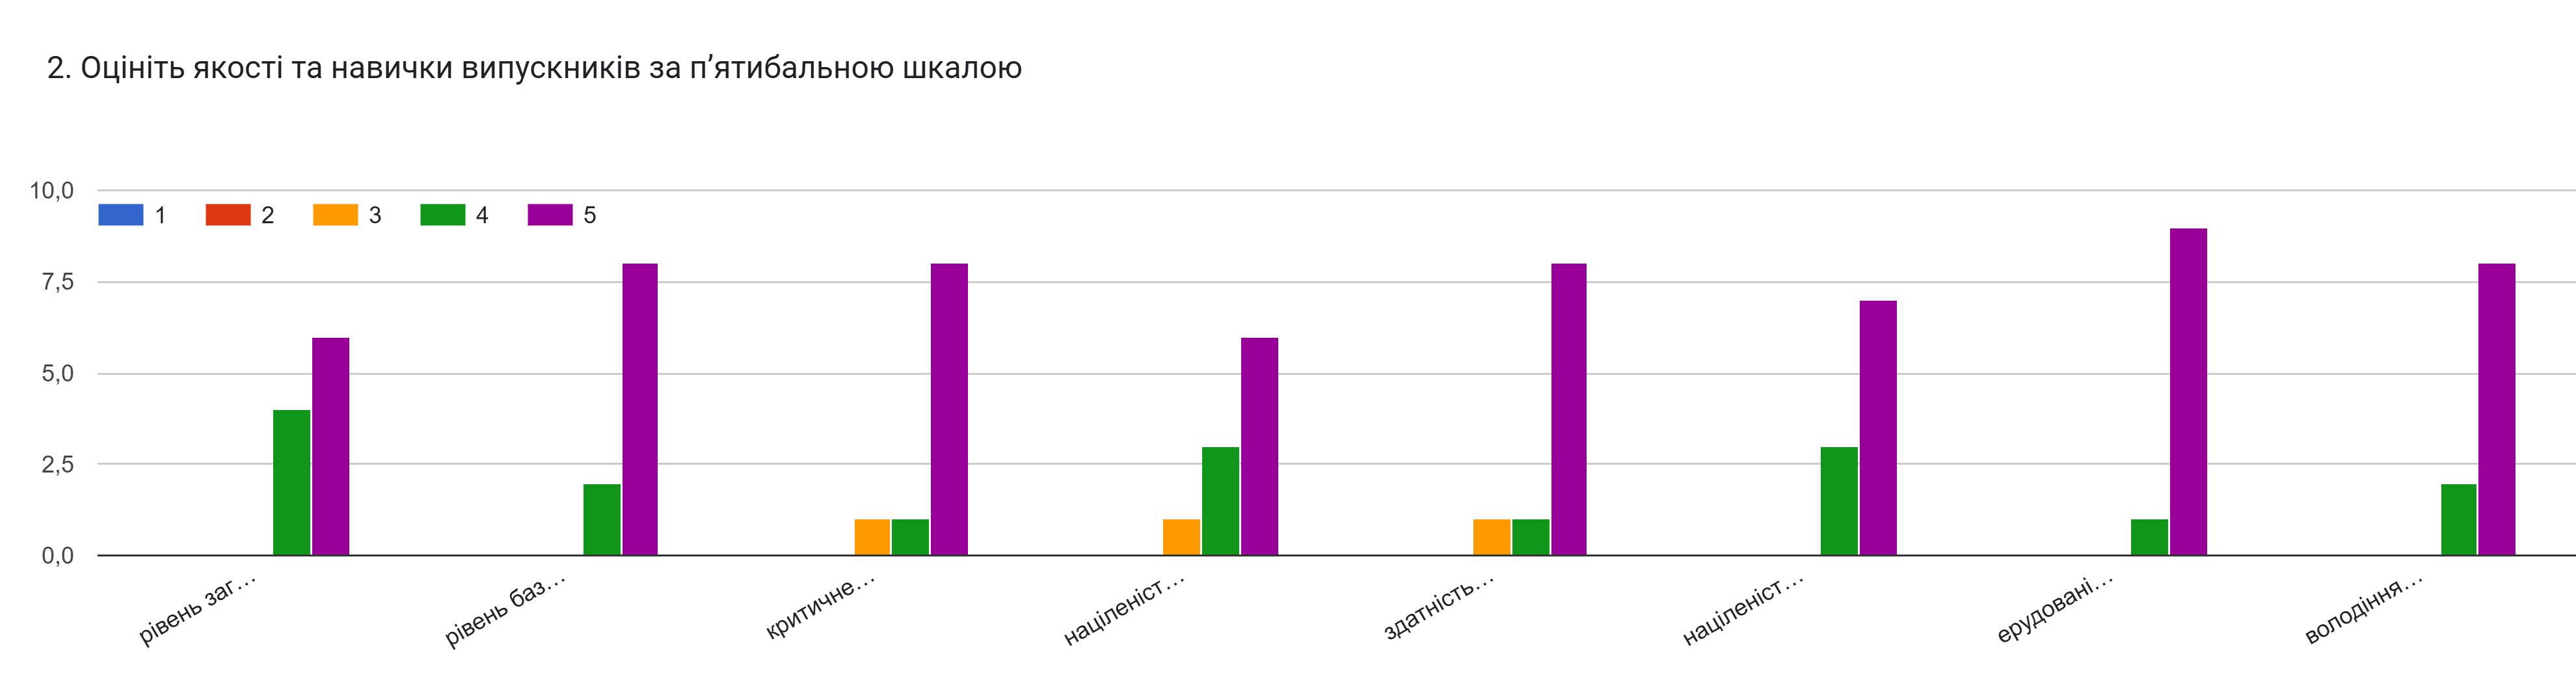 2. Оцініть якості та навички випускників за п’ятибальною шкалою
10,0
1 2 3 4 5
7,5
5,0
2,5
0,0
рівень заг… рівень баз… критичне… націленіст… здатність… націленіст… ерудовані… володіння…